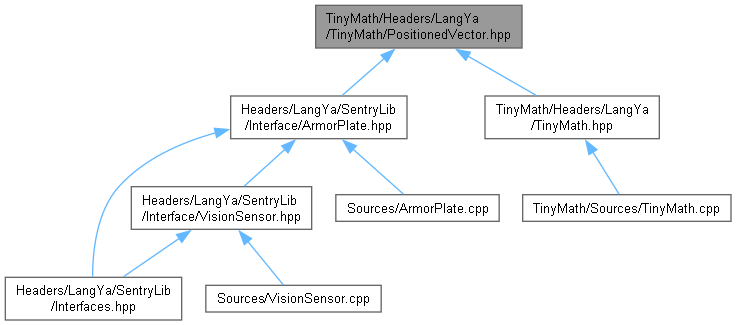 TinyMath/Headers/LangYa
/TinyMath/PositionedVector.hpp
Headers/LangYa/SentryLib
/Interface/ArmorPlate.hpp
TinyMath/Headers/LangYa
/TinyMath.hpp
Headers/LangYa/SentryLib
/Interface/VisionSensor.hpp
Sources/ArmorPlate.cpp
TinyMath/Sources/TinyMath.cpp
Headers/LangYa/SentryLib
/Interfaces.hpp
Sources/VisionSensor.cpp